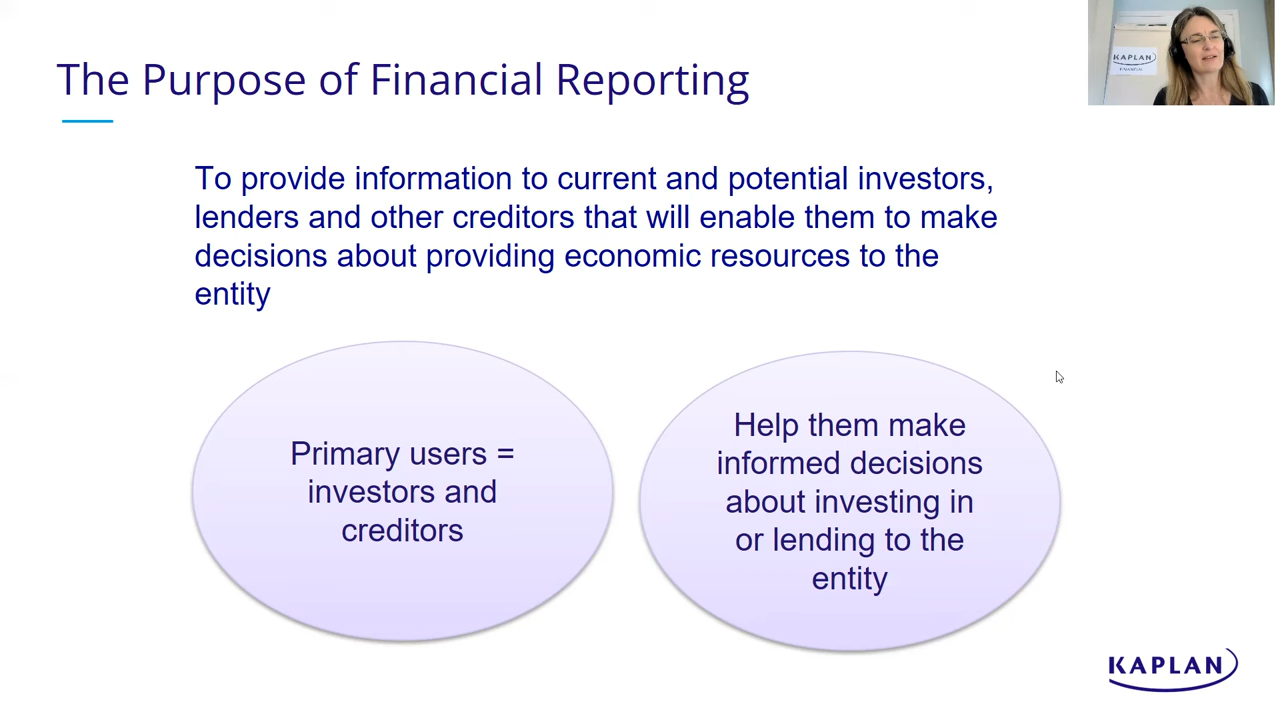 The Purpose of Financial Reporting
KAPLAN
FINANCIAL
To provide information to current and potential investors,
lenders and other creditors that will enable them to make
decisions about providing economic resources to the
entity
Primary users =
investors and
creditors
Help them make
informed decisions
about investing in
or lending to the
entity
KAPLAN